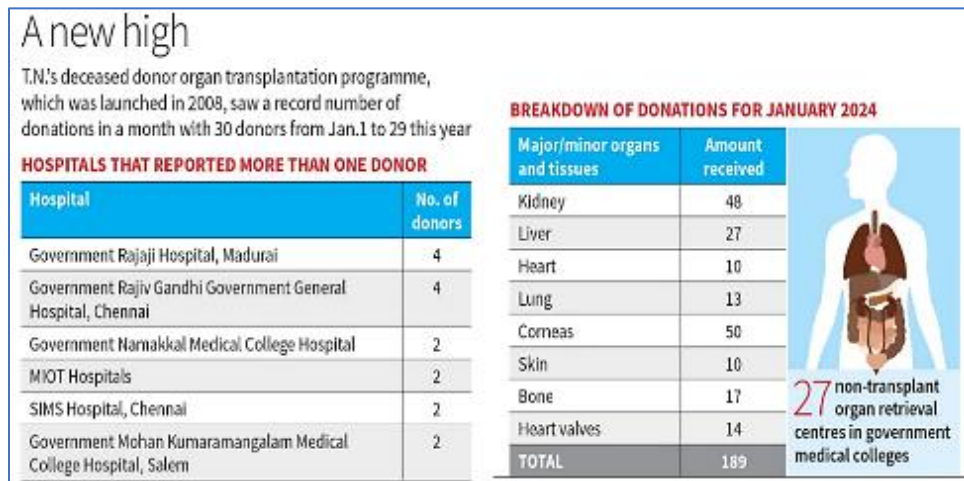 A new high
T.N.'s deceased donor organ transplantation programme,
which was launched in 2008, saw a record number of
donations in a month with 30 donors from Jan.1 to 29 this year
HOSPITALS THAT REPORTED MORE THAN ONE DONOR
Hospital No. of
donors
Government Rajaji Hospital, Madurai 4
Government Rajiv Gandhi Government General 4
Hospital, Chennai
Government Namakkal Medical College Hospital 2
MIOT Hospitals 2
SIMS Hospital, Chennai 2
Government Mohan Kumaramangalam Medical 2
College Hospital, Salem
BREAKDOWN OF DONATIONS FOR JANUARY 2024
Major/minor organs Amount
and tissues received
Kidney 48
Liver 27
Heart 10
Lung 13
Corneas 50
Skin 10
Bone 17
Heart valves 14
TOTAL 189
27 non-transplant
organ retrieval
centres in government
medical colleges